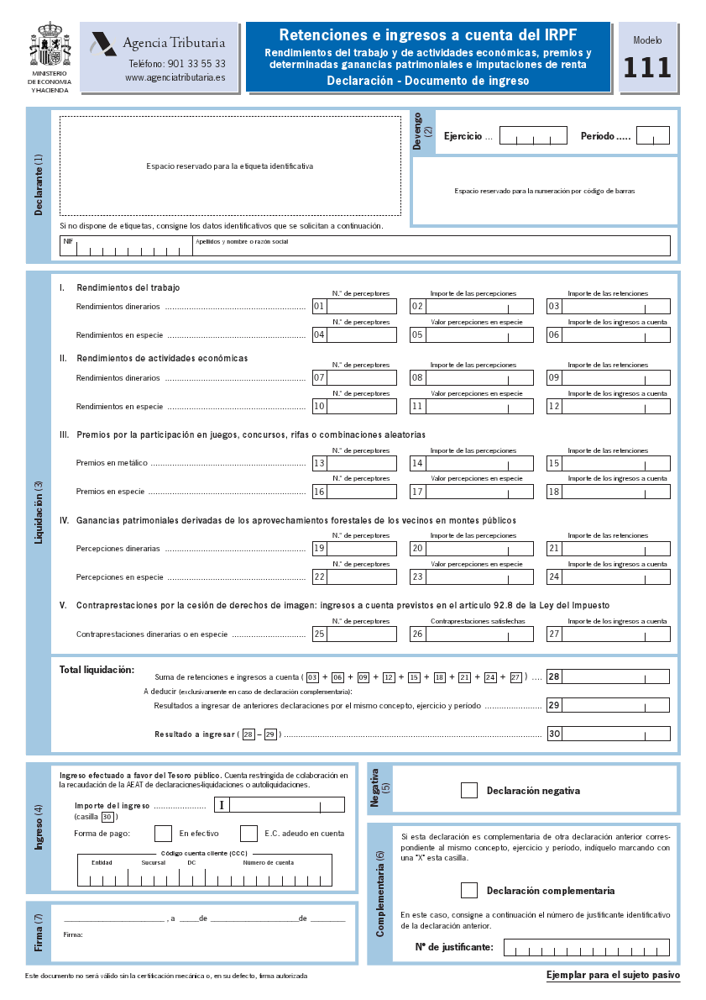 MINISTERIO
DE ECONOMIA
Y HACIENDA
Agencia Tributaria
Teléfono: 901 33 55 33
www.agenciatributaria.es
Retenciones e ingresos a cuenta del IRPF
Rendimientos del trabajo y de actividades económicas, premios y
determinadas ganancias patrimoniales e imputaciones de renta
Declaración - Documento de ingreso
Modelo
111
Declarante (1)
Espacio reservado para la etiqueta identificativa
Devengo (2)
Ejercicio ... Período .....
Espacio reservado para la numeración por código de barras
Si no dispone de etiquetas, consigne los datos identificativos que se solicitan a continuación.
NIF Apellidos y nombre o razón social
Liquidación (3)
I. Rendimientos del trabajo
N.º de perceptores Importe de las percepciones Importe de las retenciones
Rendimientos dinerarios 01 02 03
N.º de perceptores Valor percepciones en especie Importe de los ingresos a cuenta
Rendimientos en especie 04 05 06
II. Rendimientos de actividades económicas
N.º de perceptores Importe de las percepciones Importe de las retenciones
Rendimientos dinerarios 07 08 09
N.º de perceptores Valor percepciones en especie Importe de los ingresos a cuenta
Rendimientos en especie 10 11 12
III. Premios por la participación en juegos, concursos, rifas o combinaciones aleatorias
N.º de perceptores Importe de las percepciones Importe de las retenciones
Premios en metálico 13 14 15
N.º de perceptores Valor percepciones en especie Importe de los ingresos a cuenta
Premios en especie 16 17 18
IV. Ganancias patrimoniales derivadas de los aprovechamientos forestales de los vecinos en montes públicos
N.º de perceptores Importe de las percepciones Importe de las retenciones
Percepciones dinerarias 19 20 21
N.º de perceptores Valor percepciones en especie Importe de los ingresos a cuenta
Percepciones en especie 22 23 24
V. Contraprestaciones por la cesión de derechos de imagen: ingresos a cuenta previstos en el artículo 92.8 de la Ley del Impuesto
N.º de perceptores Contraprestaciones satisfechas Importe de los ingresos a cuenta
Contraprestaciones dinerarias o en especie 25 26 27
Total liquidación:
Suma de retenciones e ingresos a cuenta ( 03 + 06 + 09 + 12 + 15 + 18 + 21 + 24 + 27 ) .... 28
A deducir (exclusivamente en caso de declaración complementaria):
Resultados a ingresar de anteriores declaraciones por el mismo concepto, ejercicio y período 29
Resultado a ingresar ( 28 – 29 ) 30
Ingreso (4)
Ingreso efectuado a favor del Tesoro público. Cuenta restringida de colaboración en
la recaudación de la AEAT de declaraciones-liquidaciones o autoliquidaciones.
Importe del ingreso I
(casilla 30 )
Forma de pago: En efectivo E.C. adeudo en cuenta
Código cuenta cliente (CCC)
Entidad Sucursal DC Número de cuenta
Negativa (5)
Declaración negativa
Complementaria (6)
Si esta declaración es complementaria de otra declaración anterior corres-
pondiente al mismo concepto, ejercicio y período, indíquelo marcando con
una "X" esta casilla.
Declaración complementaria
En este caso, consigne a continuación el número de justificante identificativo
de la declaración anterior.
Nº de justificante:
Firma (7)
, a de de
Firma:
Este documento no será válido sin la certificación mecánica o, en su defecto, firma autorizada
Ejemplar para el sujeto pasivo